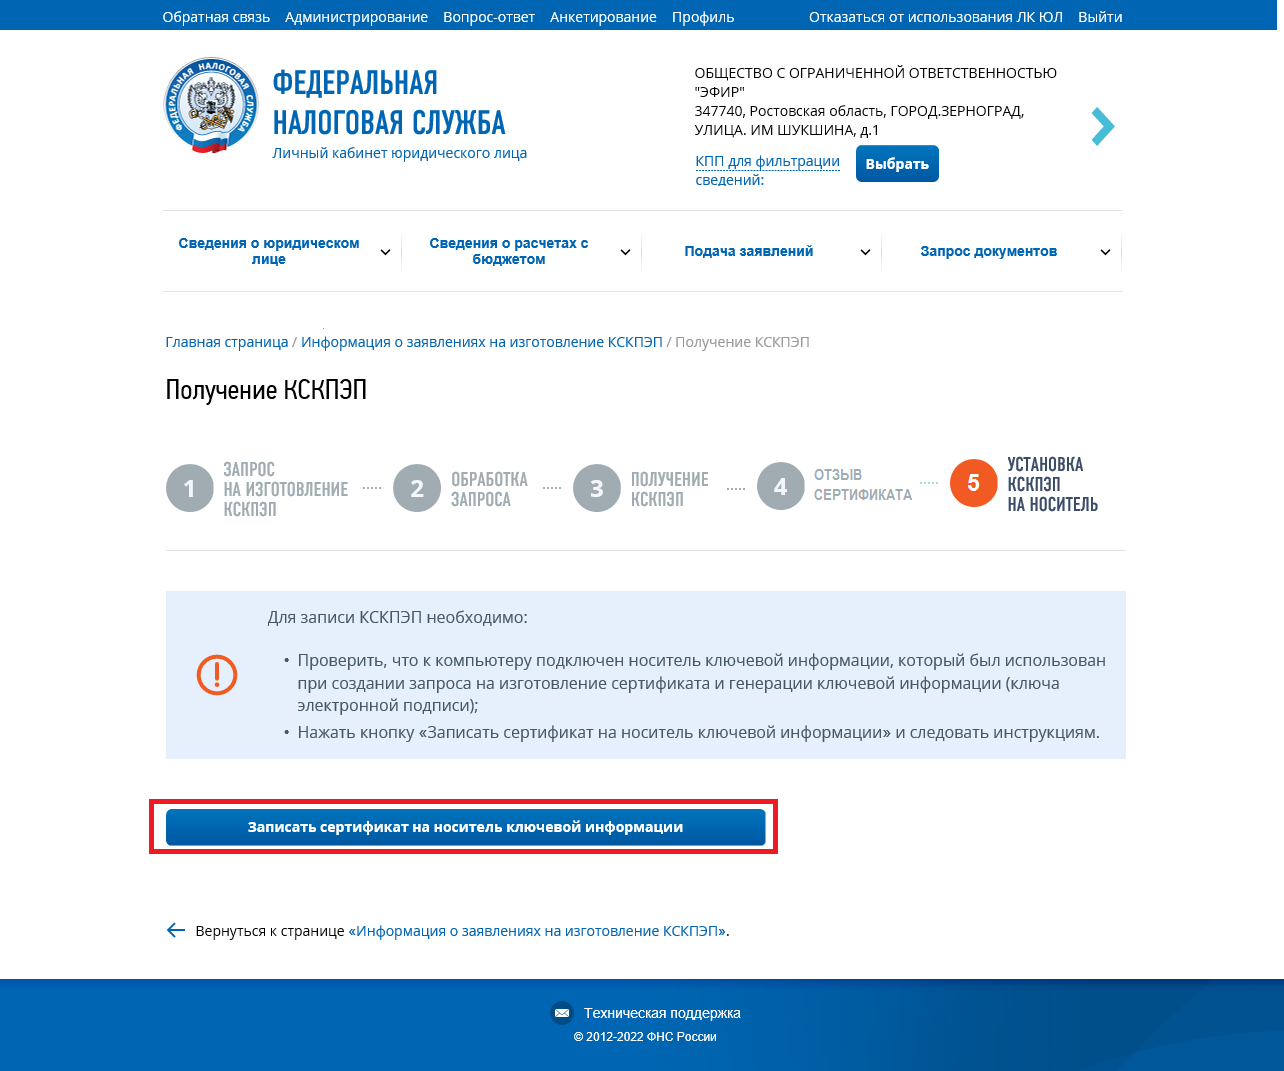 Обратная связь Администрирование Вопрос-ответ Анкетирование Профиль Отказаться от использования ЛК ЮЛ Выйти
ФЕДЕРАЛЬНАЯ НАЛОГОВАЯ СЛУЖБА
ФЕДЕРАЛЬНАЯ
НАЛОГОВАЯ СЛУЖБА
Личный кабинет юридического лица
ОБЩЕСТВО С ОГРАНИЧЕННОЙ ОТВЕТСТВЕННОСТЬЮ
"ЭФИР"
347740, Ростовская область, ГОРОД.ЗЕРНОГРАД,
УЛИЦА. ИМ ШУКШИНА, д.1
КПП для фильтрации
сведений:
Выбрать
Сведения о юридическом
лице
Сведения о расчетах с
бюджетом
Подача заявлений
Запрос документов
Главная страница / Информация о заявлениях на изготовление КСКПЭП / Получение КСКПЭП
Получение КСКПЭП
1
ЗАПРОС
НА ИЗГОТОВЛЕНИЕ
КСКПЭП
2
ОБРАБОТКА
ЗАПРОСА
3
ПОЛУЧЕНИЕ
КСКПЭП
4
ОТЗЫВ
СЕРТИФИКАТА
5
УСТАНОВКА
КСКПЭП
НА НОСИТЕЛЬ
Для записи КСКПЭП необходимо:
• Проверить, что к компьютеру подключен носитель ключевой информации, который был использован
при создании запроса на изготовление сертификата и генерации ключевой информации (ключа
электронной подписи);
• Нажать кнопку «Записать сертификат на носитель ключевой информации» и следовать инструкциям.
Записать сертификат на носитель ключевой информации
Вернуться к странице «Информация о заявлениях на изготовление КСКПЭП».
Техническая поддержка
© 2012-2022 ФНС России